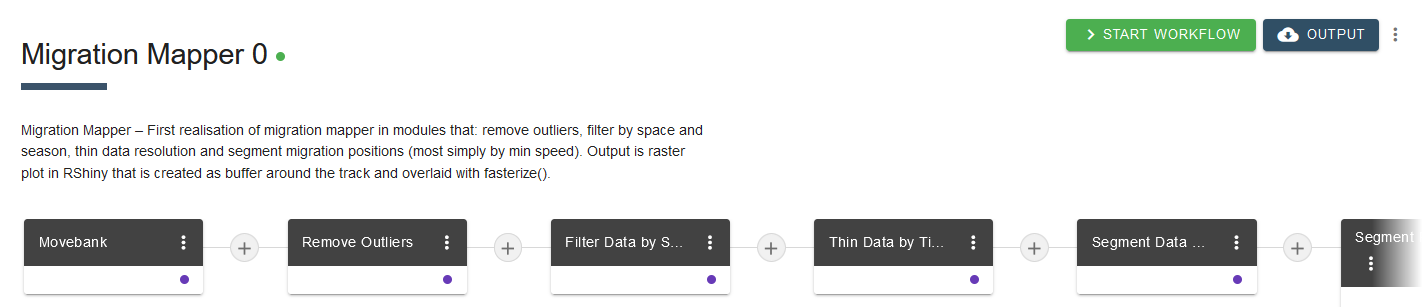 Migration Mapper 0
START WORKFLOW
OUTPUT
Migration Mapper – First realisation of migration mapper in modules that: remove outliers, filter by space and
season, thin data resolution and segment migration positions (most simply by min speed). Output is raster
plot in RShiny that is created as buffer around the track and overlaid with fasterize().
Movebank
Remove Outliers
Filter Data by S...
Thin Data by Ti...
Segment Data ...
Segment